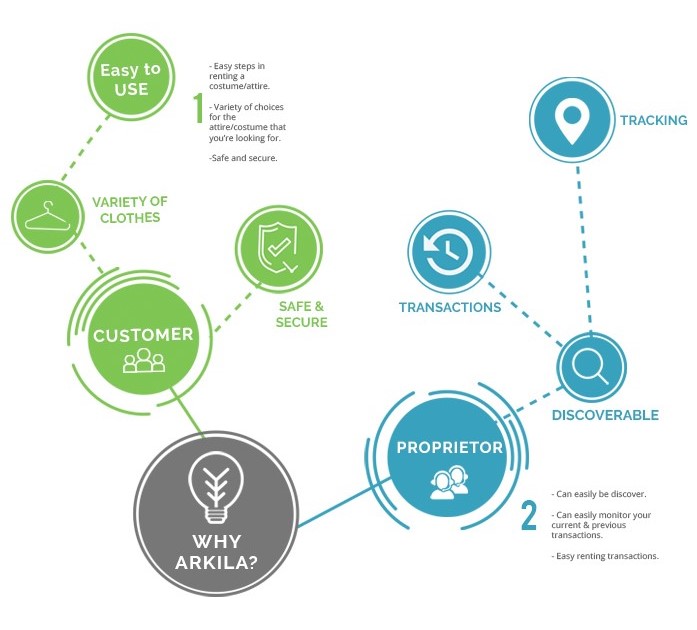 Easy to
USE
1
- Easy steps in
renting a
costume/attire.
- Variety of choices
for the
attire/costume that
you're looking for.
-Safe and secure.
TRACKING
VARIETY OF
CLOTHES
SAFE &
SECURE
TRANSACTIONS
CUSTOMER
DISCOVERABLE
PROPRIETOR
2
- Can easily be discover.
- Can easily monitor your
current & previous
transactions.
- Easy renting transactions.
WHY
ARKILA?